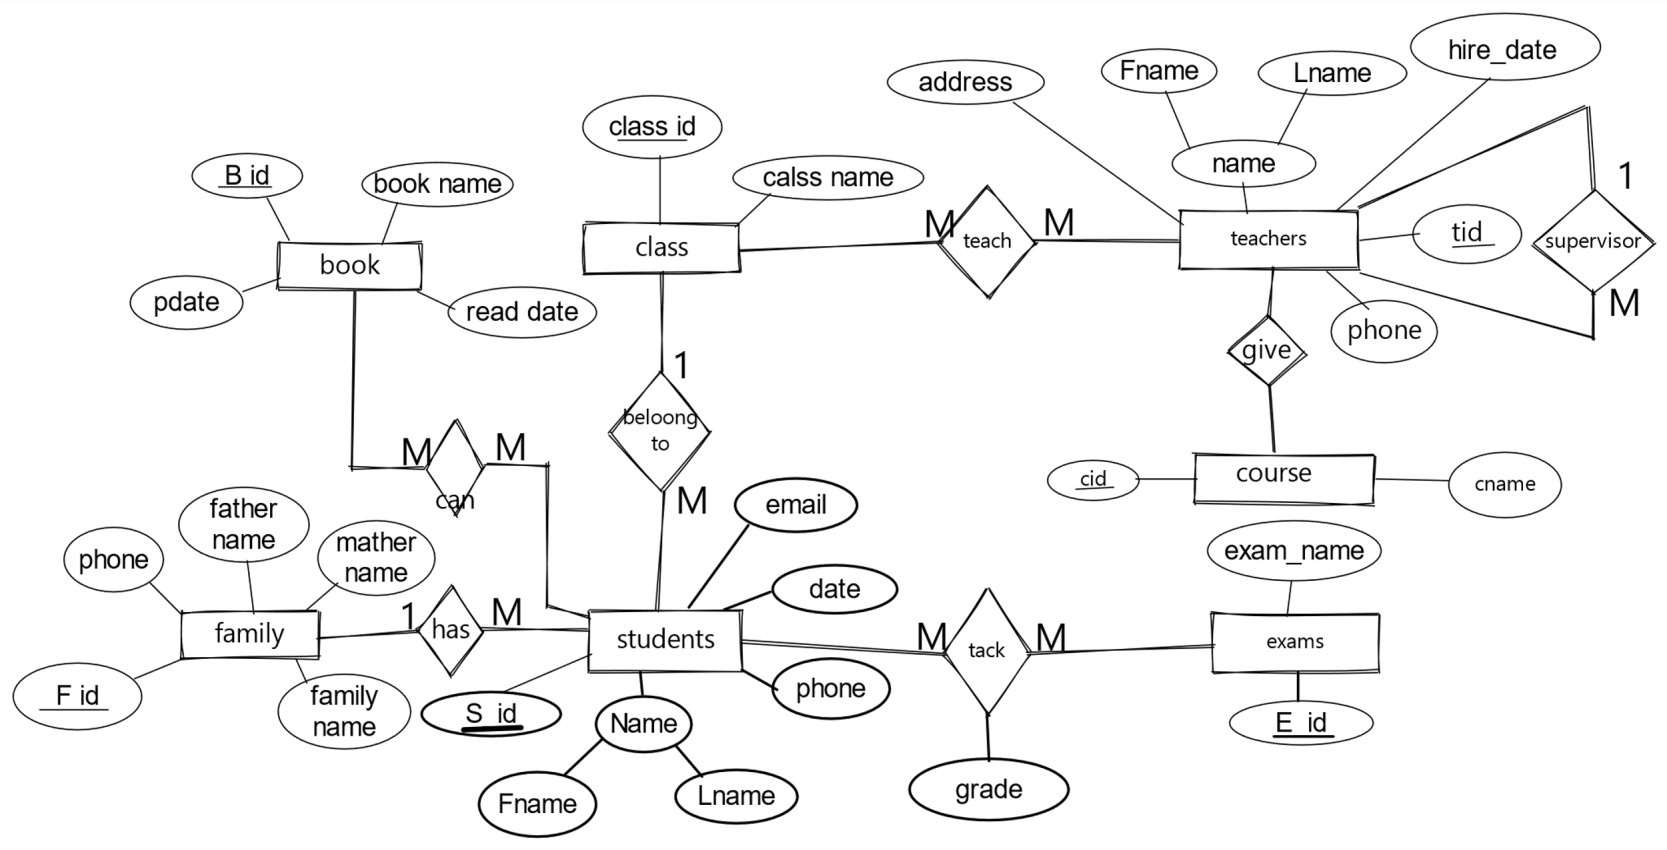 hire_date
Fname
Lname
address
class id
name
1
B id
book name
calss name
M
teach
M
teachers
tid
supervisor
class
book
pdate
read date
M
phone
give
1
beloong
to
M
M
can
course
cid
cname
M
email
father
name
mather
name
phone
exam_name
date
family
1
has
M
students
M
tack
M
exams
F id
family
name
S_id
phone
Name
E_id
Fname
Lname
grade